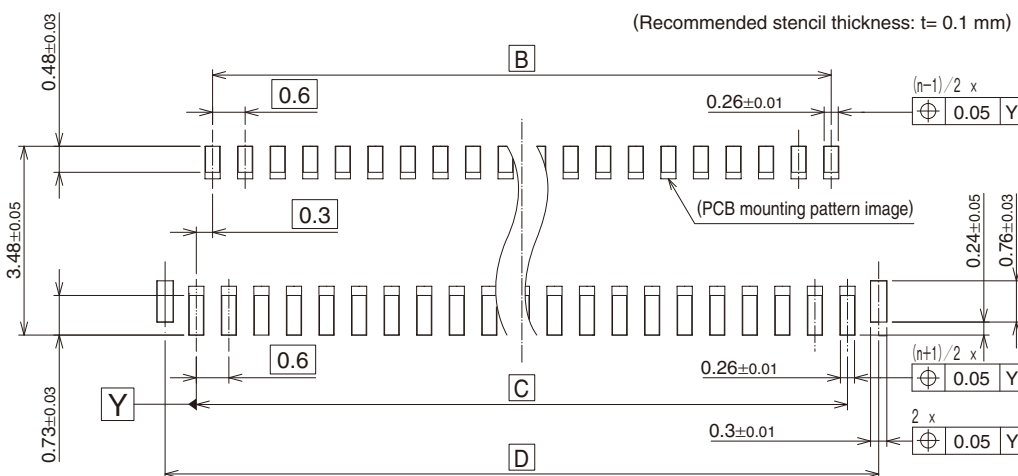 (Recommended stencil thickness: t= 0.1 mm)
0.48±0.03
B
0.6
0.26±0.01
(n−1)/2 x
⌖ 0.05 Y
3.48±0.05
0.3
(PCB mounting pattern image)
0.24±0.05
0.76±0.03
0.73±0.03
0.6
0.26±0.01
(n+1)/2 x
⌖ 0.05 Y
Y
C
2 x
0.3±0.01
⌖ 0.05 Y
D